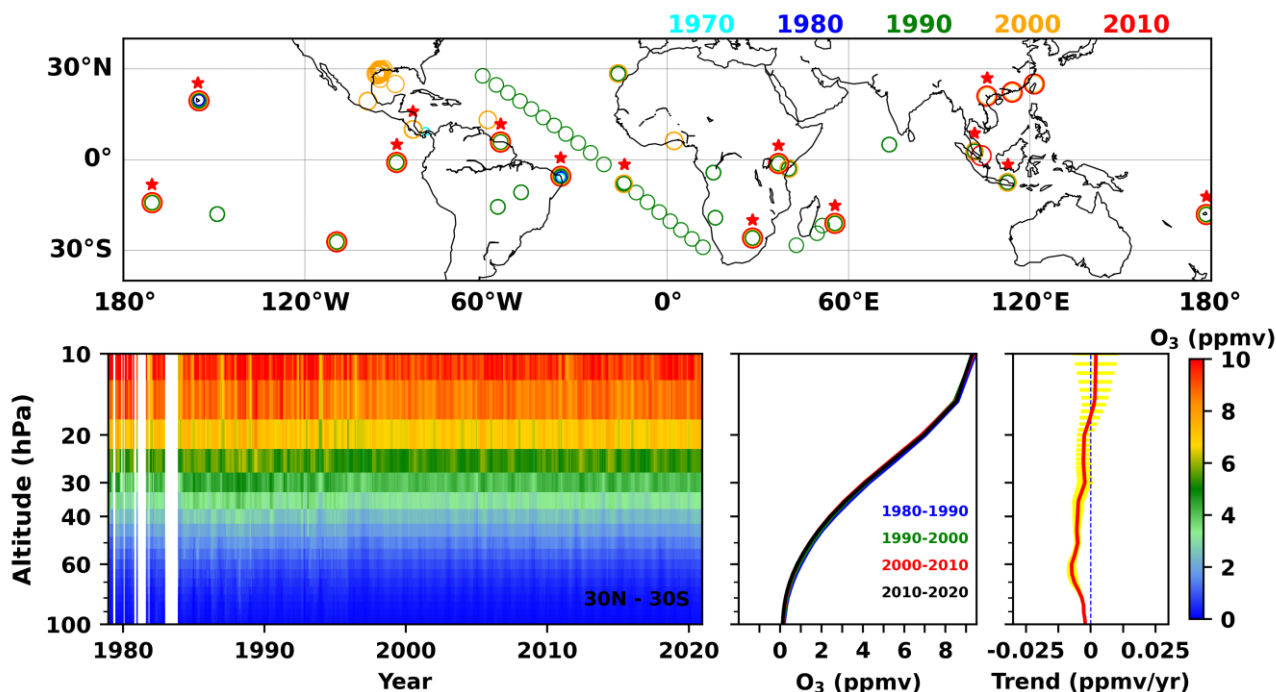 1970 1980 1990 2000 2010
30°N
0°
30°S
180° 120°W 60°W 0° 60°E 120°E 180°
O₃ (ppmv)
10
20
30
40
60
100
Altitude (hPa)
30N - 30S
1980 1990 2000 2010 2020
Year
1980-1990
1990-2000
2000-2010
2010-2020
0 2 4 6 8
O₃ (ppmv)
-0.025 0.025
Trend (ppmv/yr)
10
8
6
4
2
0